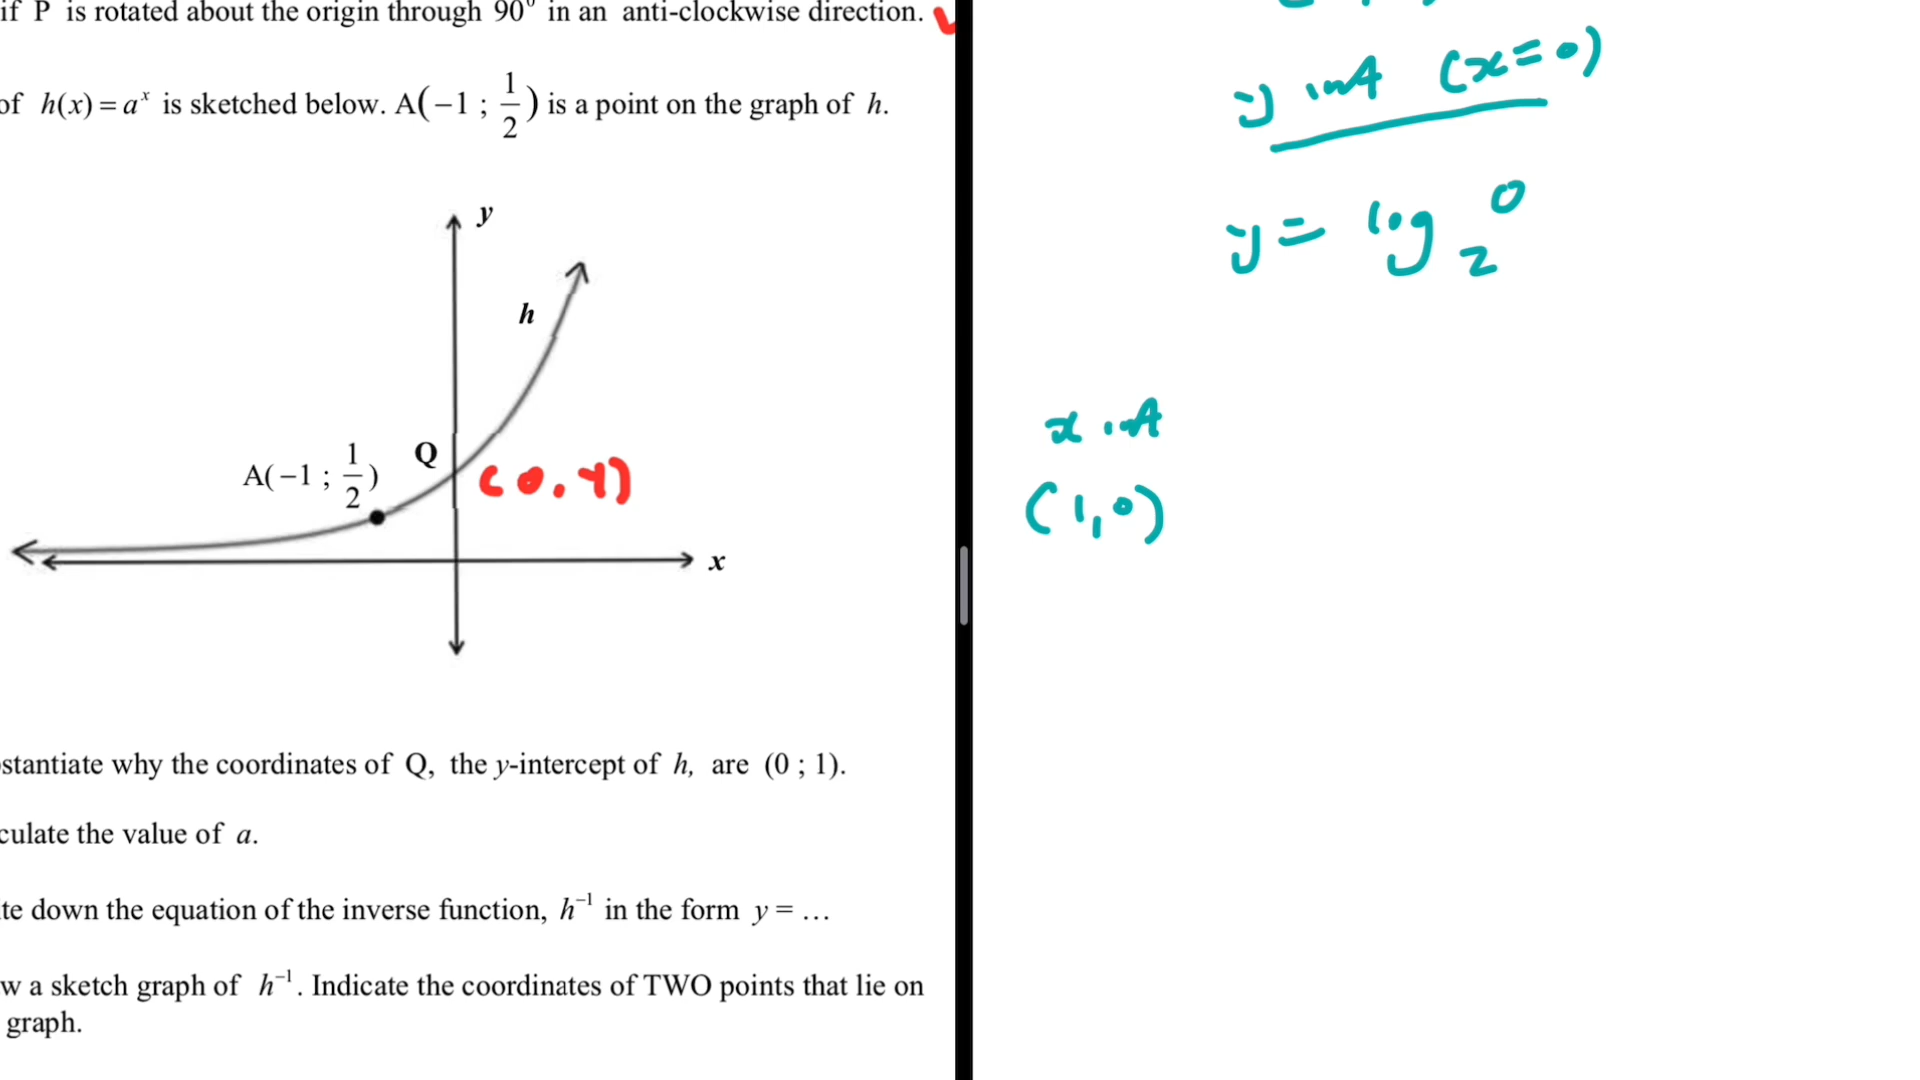 if P is rotated about the origin through 90⁰ in an anti-clockwise direction.
of h(x) = aˣ is sketched below. A(−1 ; 1/2) is a point on the graph of h.
y
h
A(−1 ; 1/2)
Q
(0,y)
x
stantiate why the coordinates of Q, the y-intercept of h, are (0 ; 1).
culate the value of a.
te down the equation of the inverse function, h⁻¹ in the form y = …
w a sketch graph of h⁻¹. Indicate the coordinates of TWO points that lie on
graph.
y int (x=0)
y = log₂ 0
x int
(1,0)